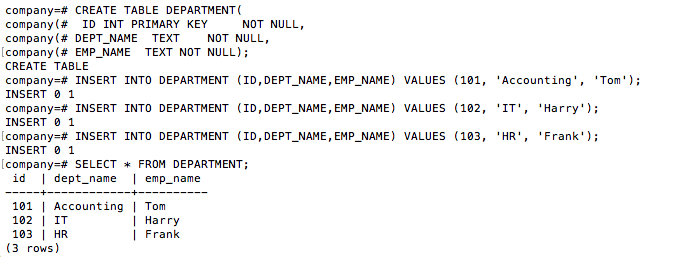 company=# CREATE TABLE DEPARTMENT(
company(#  ID INT PRIMARY KEY     NOT NULL,
company(# DEPT_NAME  TEXT    NOT NULL,
[company(# EMP_NAME  TEXT NOT NULL);
CREATE TABLE
company=# INSERT INTO DEPARTMENT (ID,DEPT_NAME,EMP_NAME) VALUES (101, 'Accounting', 'Tom');
INSERT 0 1
[company=# INSERT INTO DEPARTMENT (ID,DEPT_NAME,EMP_NAME) VALUES (102, 'IT', 'Harry');
INSERT 0 1
[company=# INSERT INTO DEPARTMENT (ID,DEPT_NAME,EMP_NAME) VALUES (103, 'HR', 'Frank');
INSERT 0 1
[company=# SELECT * FROM DEPARTMENT;
 id  | dept_name  | emp_name
-----+------------+----------
 101 | Accounting | Tom
 102 | IT         | Harry
 103 | HR         | Frank
(3 rows)